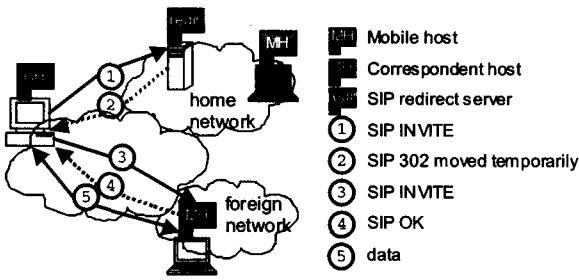 MH
1
2
home
network
3
4
5
foreign
network
MH Mobile host
Correspondent host
SIP redirect server
1 SIP INVITE
2 SIP 302 moved temporarily
3 SIP INVITE
4 SIP OK
5 data